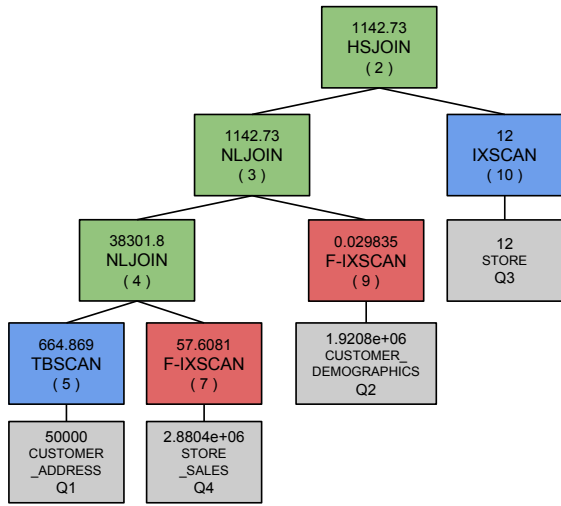 1142.73
HSJOIN
( 2 )
1142.73
NLJOIN
( 3 )
12
IXSCAN
( 10 )
38301.8
NLJOIN
( 4 )
0.029835
F-IXSCAN
( 9 )
12
STORE
Q3
664.869
TBSCAN
( 5 )
57.6081
F-IXSCAN
( 7 )
1.9208e+06
CUSTOMER_
DEMOGRAPHICS
Q2
50000
CUSTOMER
_ADDRESS
Q1
2.8804e+06
STORE
_SALES
Q4